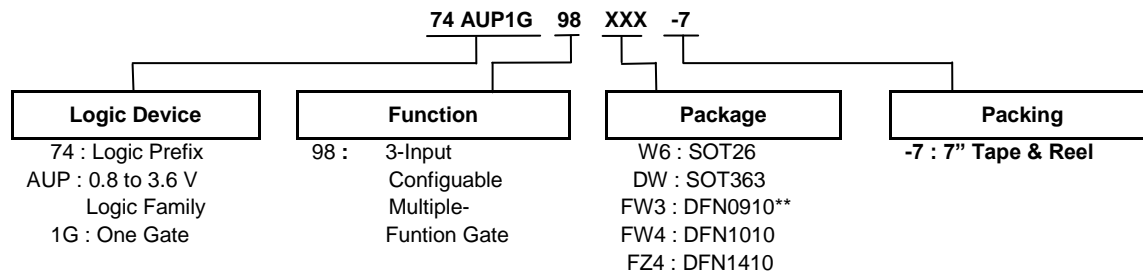 74 AUP1G 98 XXX -7
Logic Device
74 : Logic Prefix
AUP : 0.8 to 3.6 V
Logic Family
1G : One Gate
Function
98 : 3-Input
Configuable
Multiple-
Funtion Gate
Package
W6 : SOT26
DW : SOT363
FW3 : DFN0910**
FW4 : DFN1010
FZ4 : DFN1410
Packing
-7 : 7” Tape & Reel